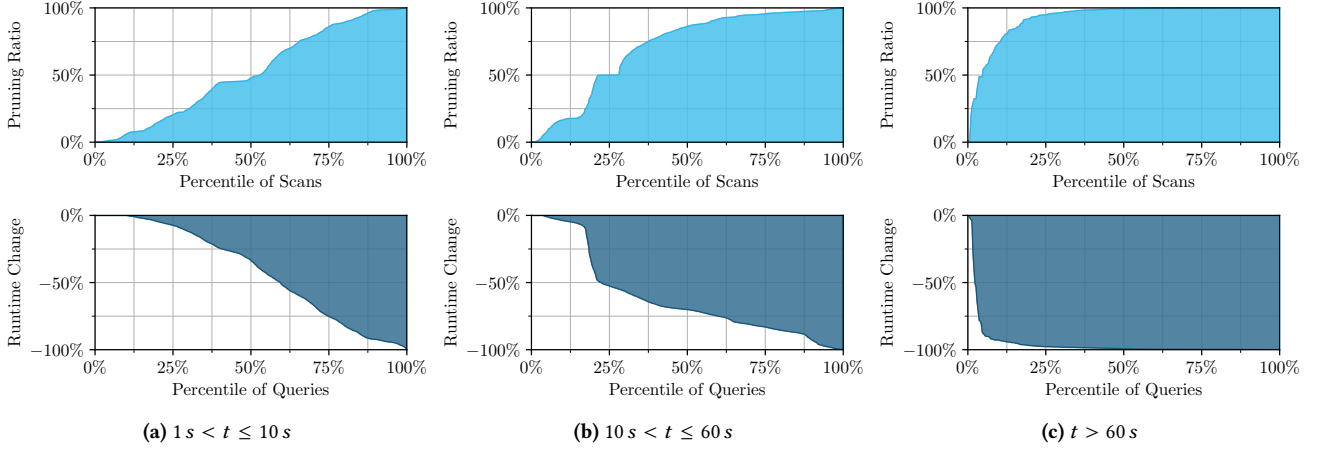 100%
50%
0%
Pruning Ratio
0% 25% 50% 75% 100%
Percentile of Scans
100%
50%
0%
Pruning Ratio
0% 25% 50% 75% 100%
Percentile of Scans
100%
50%
0%
Pruning Ratio
0% 25% 50% 75% 100%
Percentile of Scans
0%
−50%
−100%
Runtime Change
0% 25% 50% 75% 100%
Percentile of Queries
0%
−50%
−100%
Runtime Change
0% 25% 50% 75% 100%
Percentile of Queries
0%
−50%
−100%
Runtime Change
0% 25% 50% 75% 100%
Percentile of Queries
(a) 1 s < t ≤ 10 s
(b) 10 s < t ≤ 60 s
(c) t > 60 s